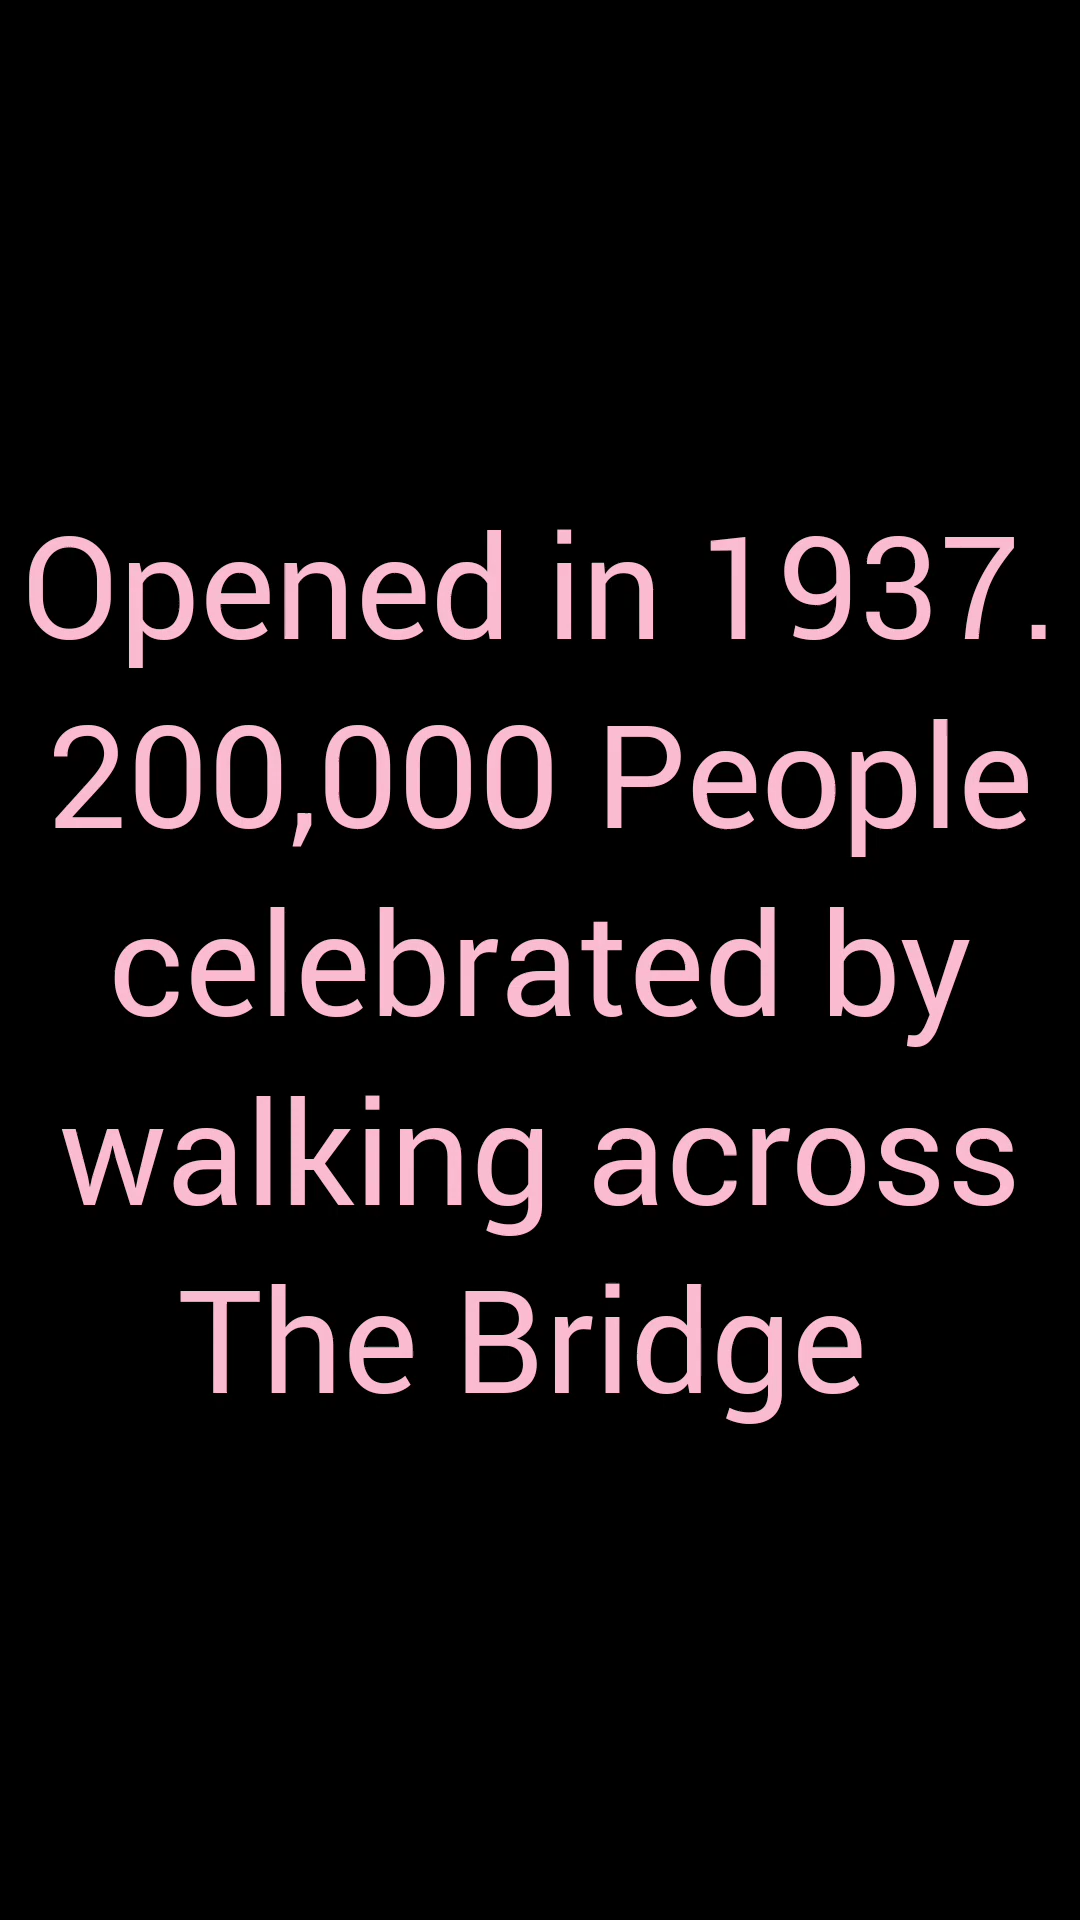 Opened in 1937.
200,000 People
celebrated by
walking across
The Bridge